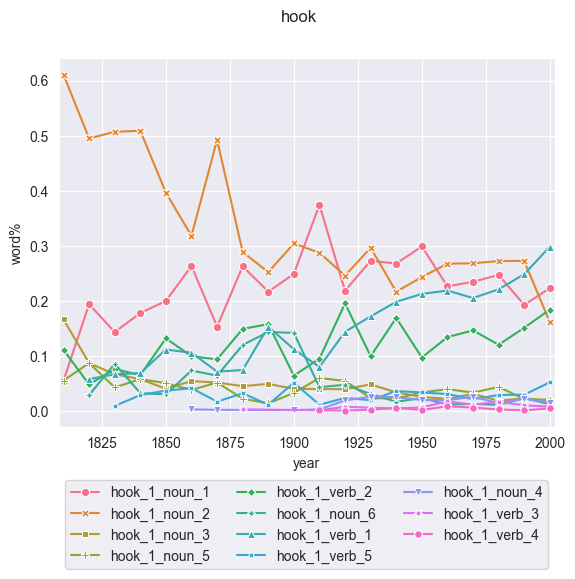 hook
0.6
0.5
0.4
0.3
0.2
0.1
0.0
word%
1825 1850 1875 1900 1925 1950 1975 2000
year
hook_1_noun_1 hook_1_verb_2 hook_1_noun_4
hook_1_noun_2 hook_1_noun_6 hook_1_verb_3
hook_1_noun_3 hook_1_verb_1 hook_1_verb_4
hook_1_noun_5 hook_1_verb_5